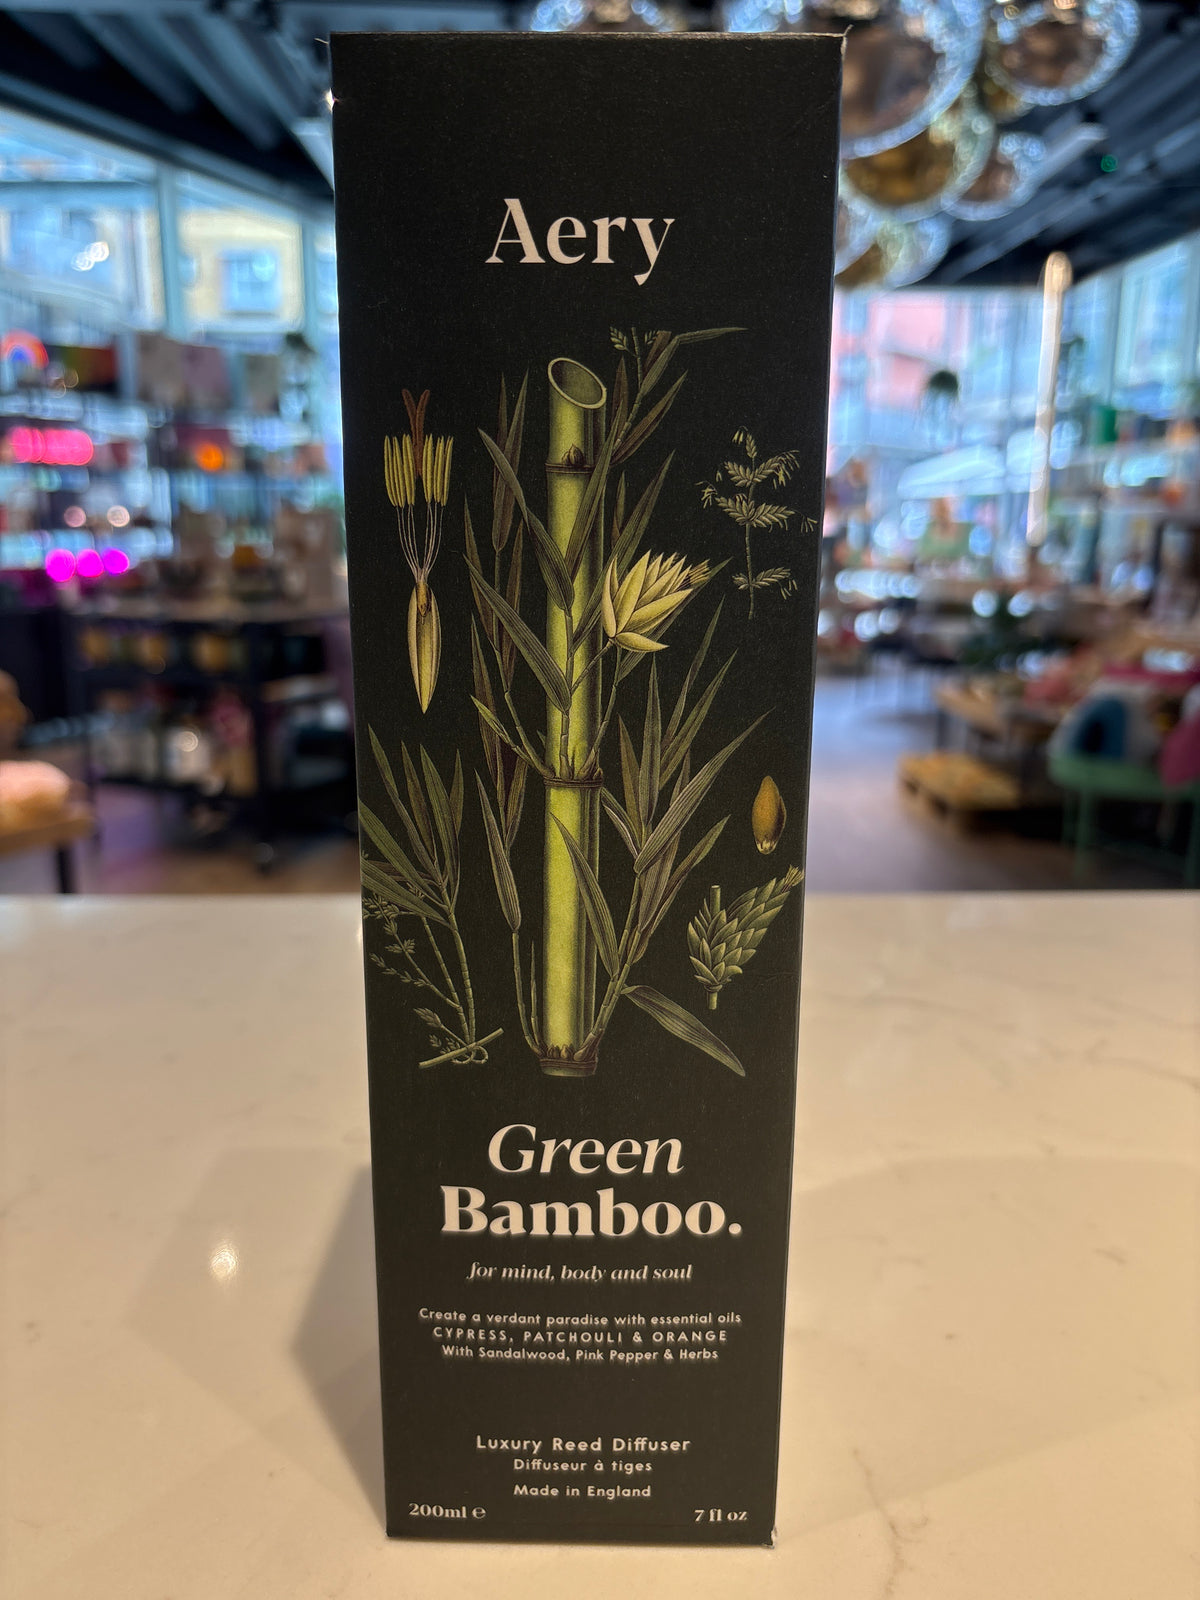 Aery
Green
Bamboo.
for mind, body and soul
Create a verdant paradise with essential oils
CYPRESS, PATCHOULI & ORANGE
With Sandalwood, Pink Pepper & Herbs
Luxury Reed Diffuser
Diffuseur à tiges
Made in England
200ml ℮ 7 fl oz